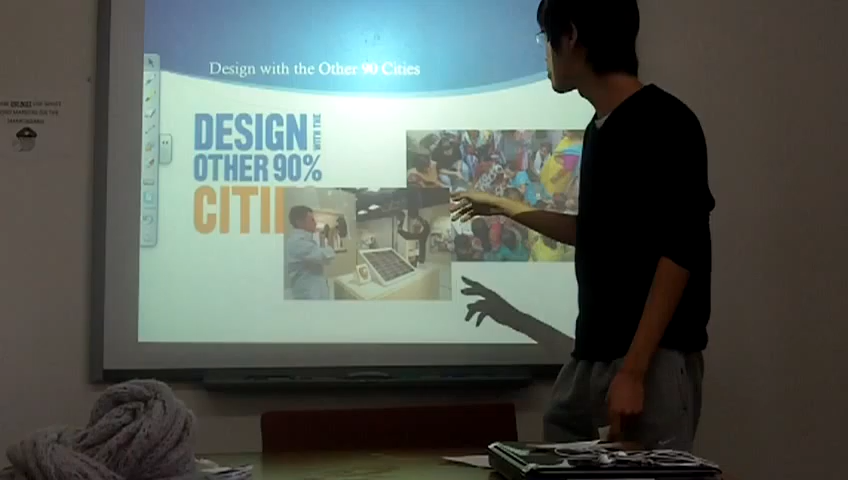 Design with the Other 90 Cities
DESIGN
WITH THE
OTHER 90%
CITI